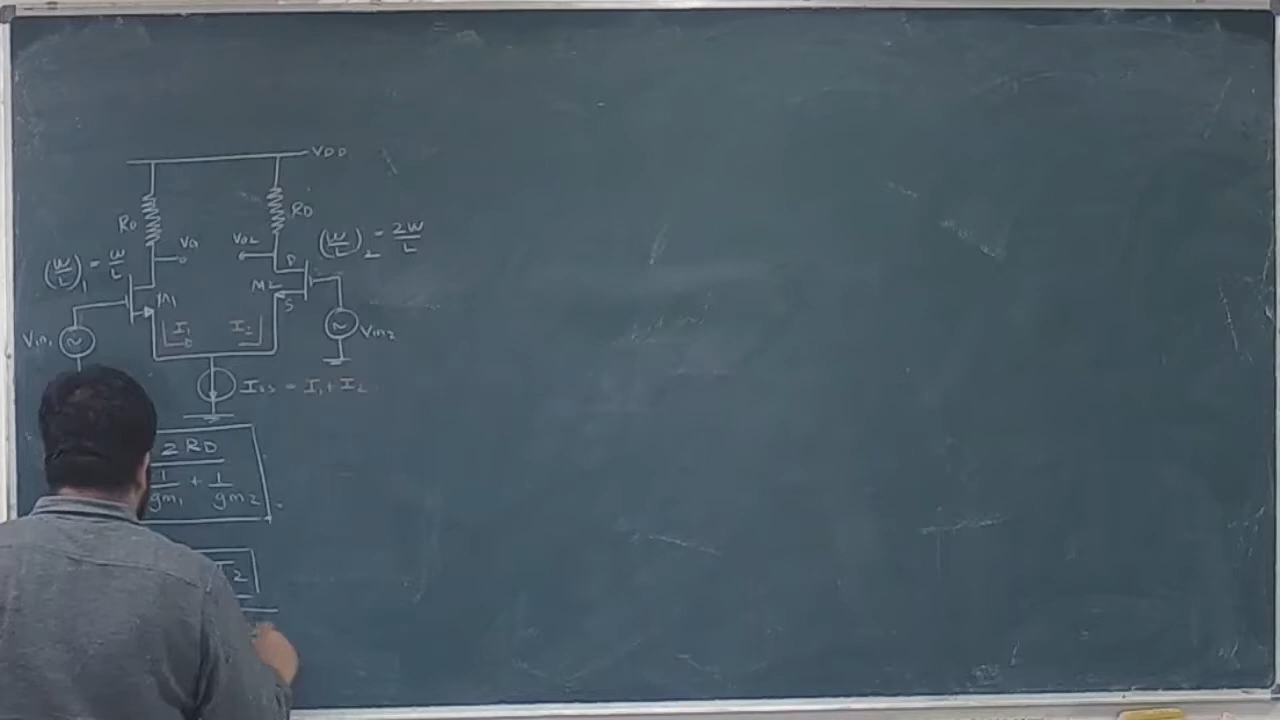 VDD
RD RD
Vo1 Vo2
(W/L)1 = W/L (W/L)2 = 2W/L
D
M1 M2
S
I1 I2
Vin1 Vin2
ISS = I1 + I2
2RD
1/gm1 + 1/gm2
I2